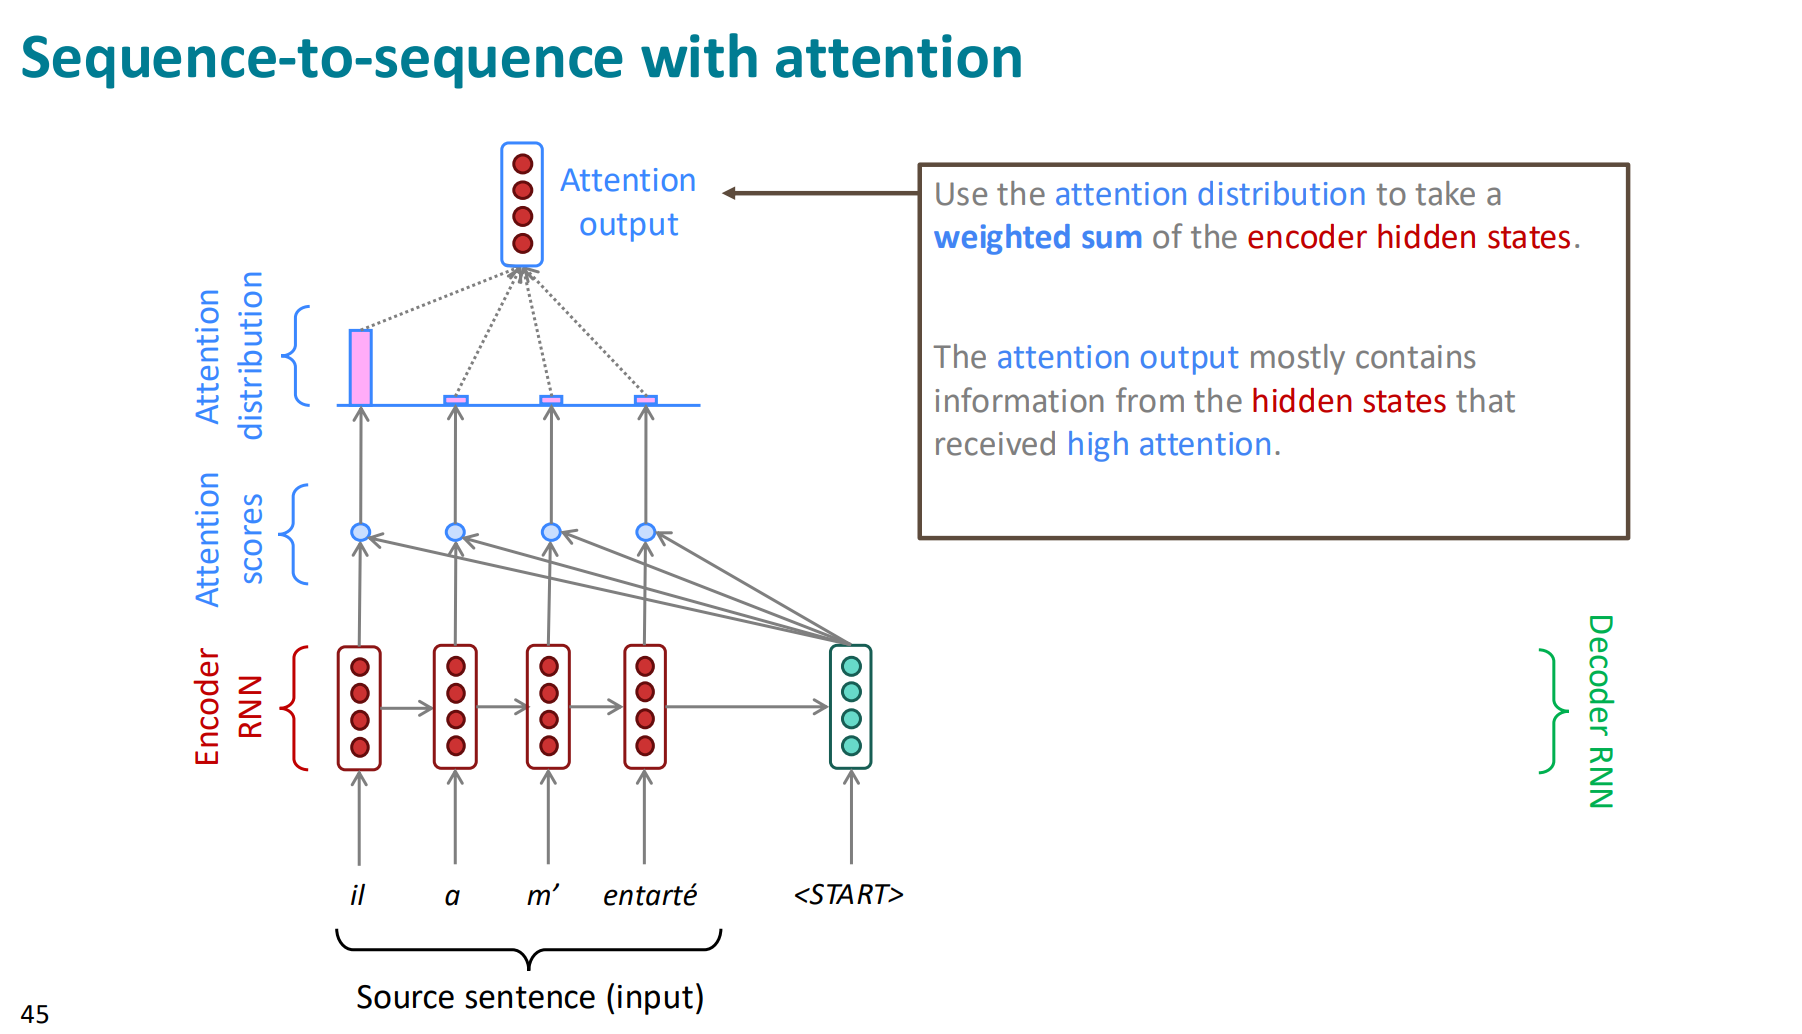 Sequence-to-sequence with attention
Attention
output
Use the attention distribution to take a
weighted sum of the encoder hidden states.
The attention output mostly contains
information from the hidden states that
received high attention.
Attention
distribution
Attention
scores
Encoder
RNN
Decoder RNN
il a m’ entarté <START>
Source sentence (input)
45